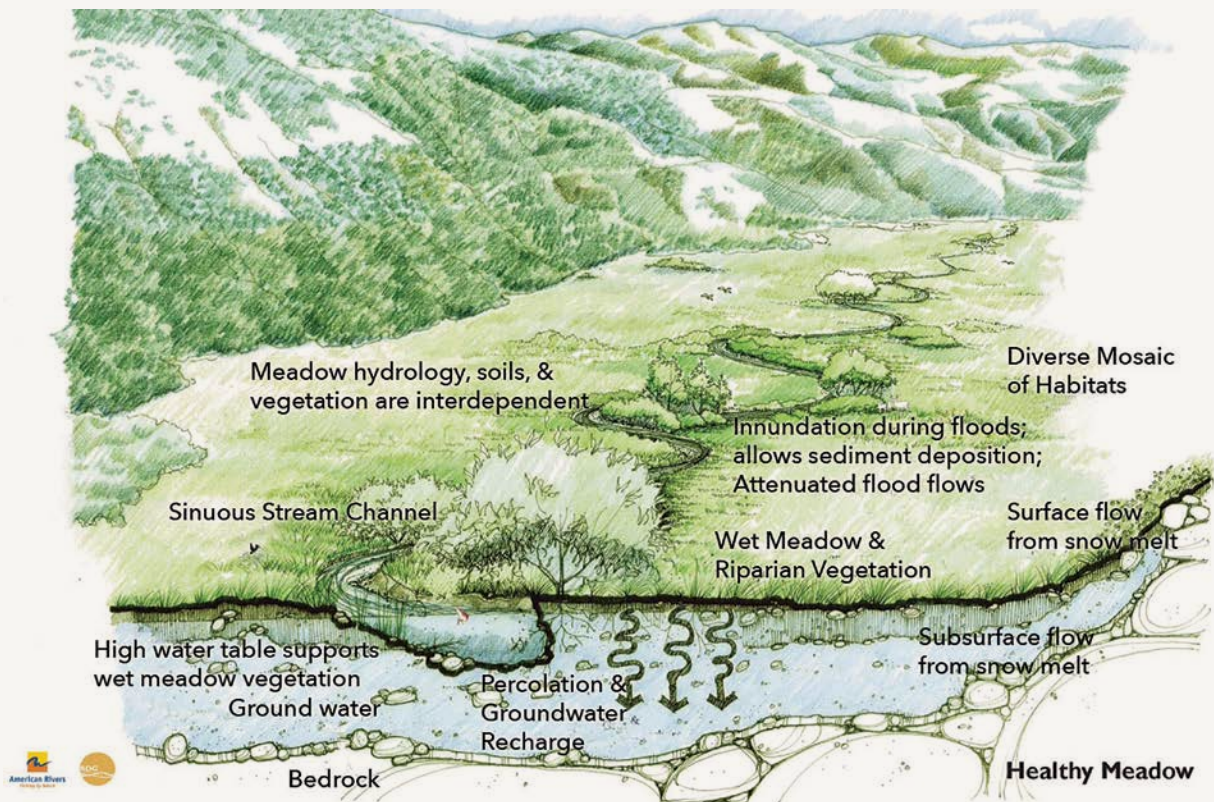 Meadow hydrology, soils, &
vegetation are interdependent
Diverse Mosaic
of Habitats
Innundation during floods;
allows sediment deposition;
Attenuated flood flows
Sinuous Stream Channel
Surface flow
from snow melt
Wet Meadow &
Riparian Vegetation
High water table supports
wet meadow vegetation
Ground water
Subsurface flow
from snow melt
Percolation &
Groundwater
Recharge
Bedrock
American Rivers
Healthy Meadow